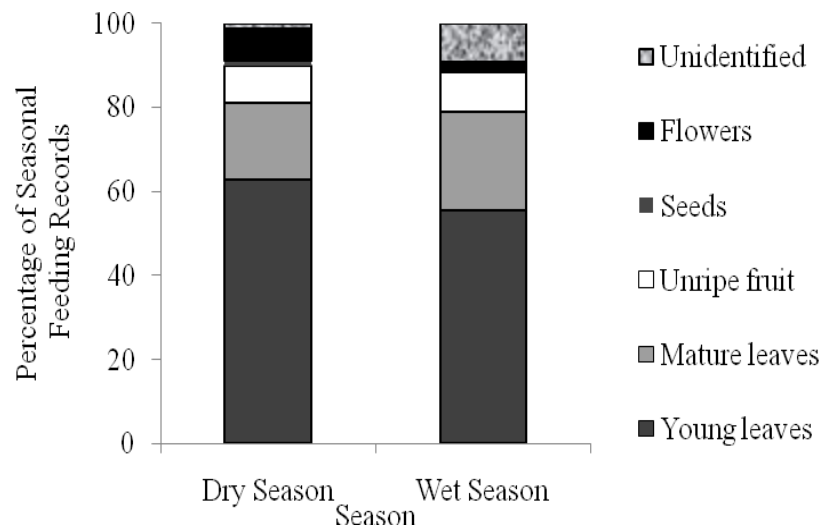 Percentage of Seasonal
Feeding Records
100
80
60
40
20
0
Dry Season
Wet Season
Season
Unidentified
Flowers
Seeds
Unripe fruit
Mature leaves
Young leaves